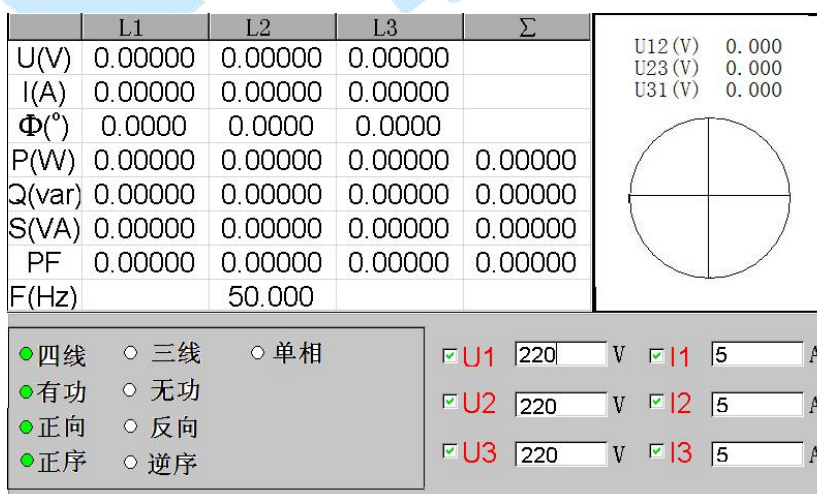 L1 L2 L3 Σ
U(V) 0.00000 0.00000 0.00000
I(A) 0.00000 0.00000 0.00000
Φ(°) 0.0000 0.0000 0.0000
P(W) 0.00000 0.00000 0.00000 0.00000
Q(var) 0.00000 0.00000 0.00000 0.00000
S(VA) 0.00000 0.00000 0.00000 0.00000
PF 0.00000 0.00000 0.00000 0.00000
F(Hz) 50.000
U12(V) 0.000
U23(V) 0.000
U31(V) 0.000
四线 三线 单相
有功 无功
正向 反向
正序 逆序
U1 220 V I1 5 A
U2 220 V I2 5 A
U3 220 V I3 5 A